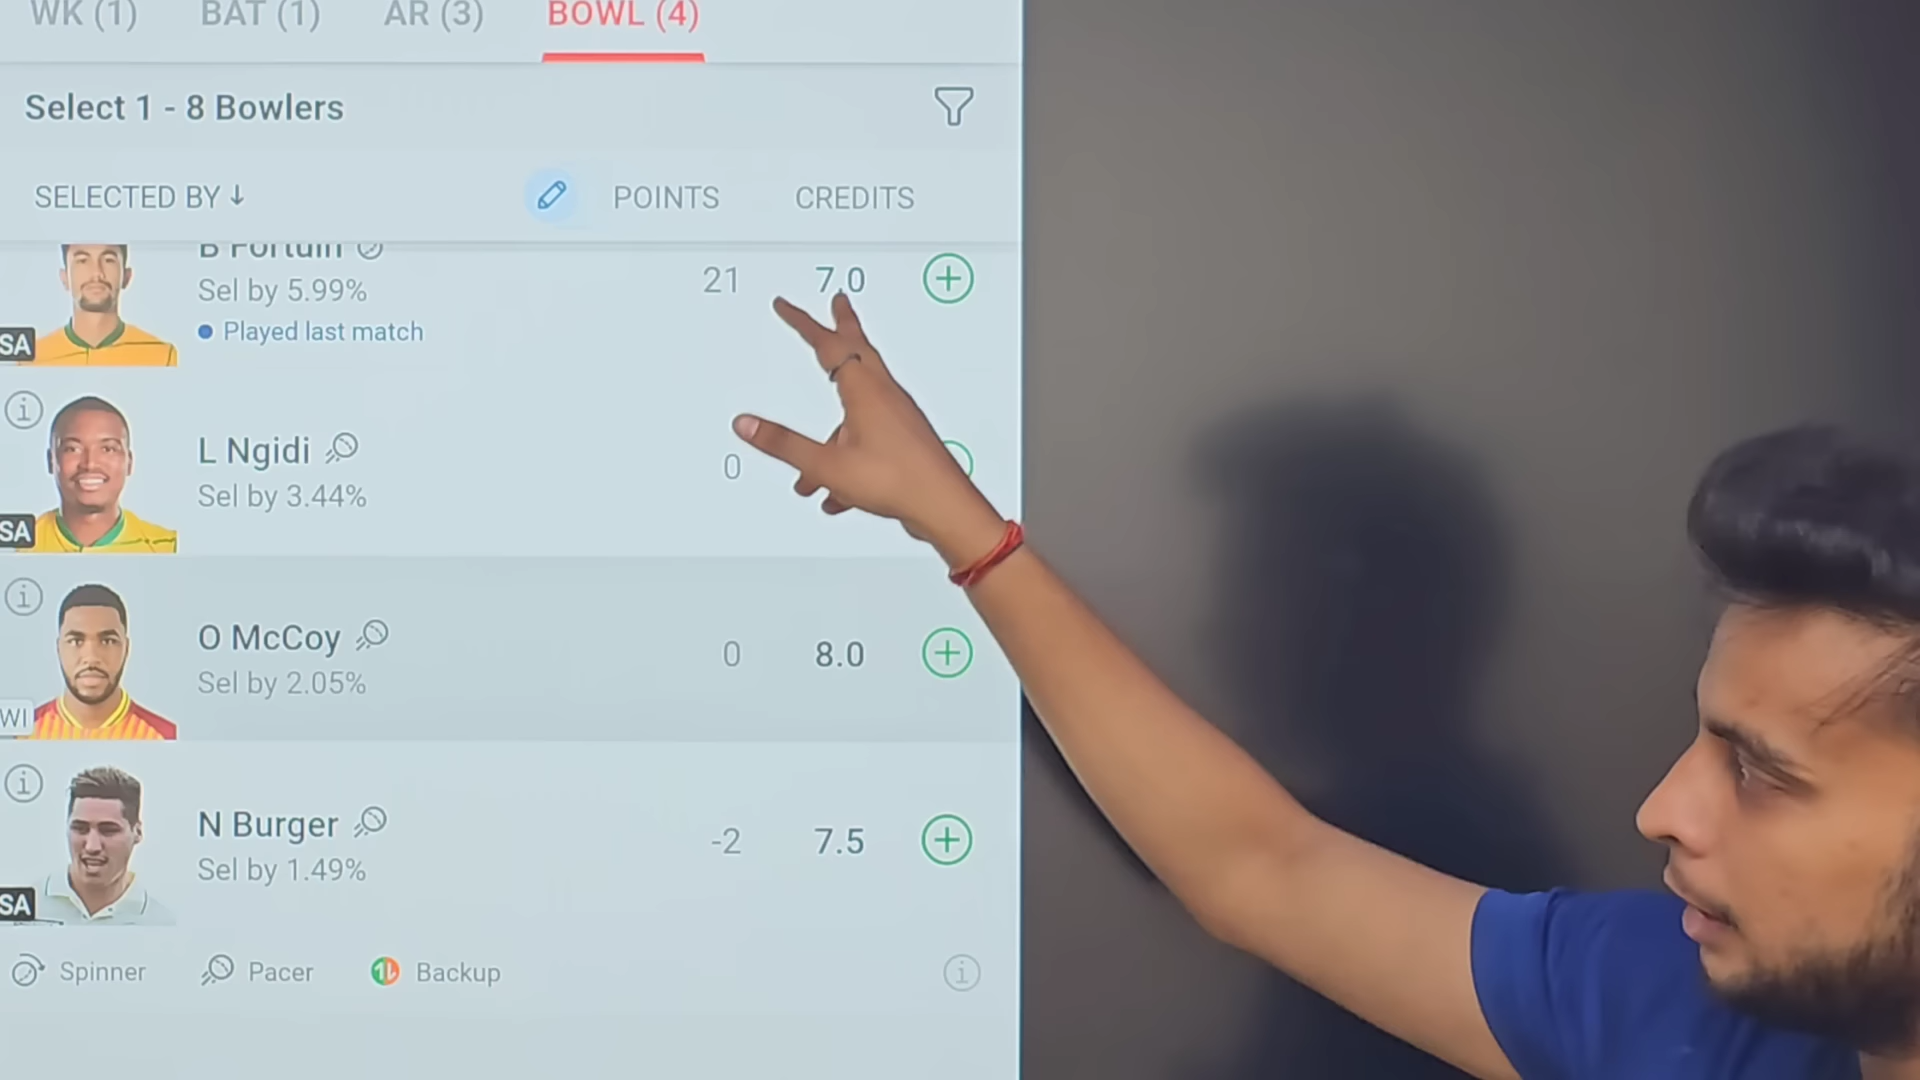 WK (1) BAT (1) AR (3) BOWL (4)
Select 1 - 8 Bowlers
SELECTED BY ↓ POINTS CREDITS
B Fortuin
Sel by 5.99% 21 7.0
Played last match
SA
L Ngidi
Sel by 3.44% 0
SA
O McCoy
Sel by 2.05% 0 8.0
WI
N Burger
Sel by 1.49% -2 7.5
SA
Spinner Pacer Backup